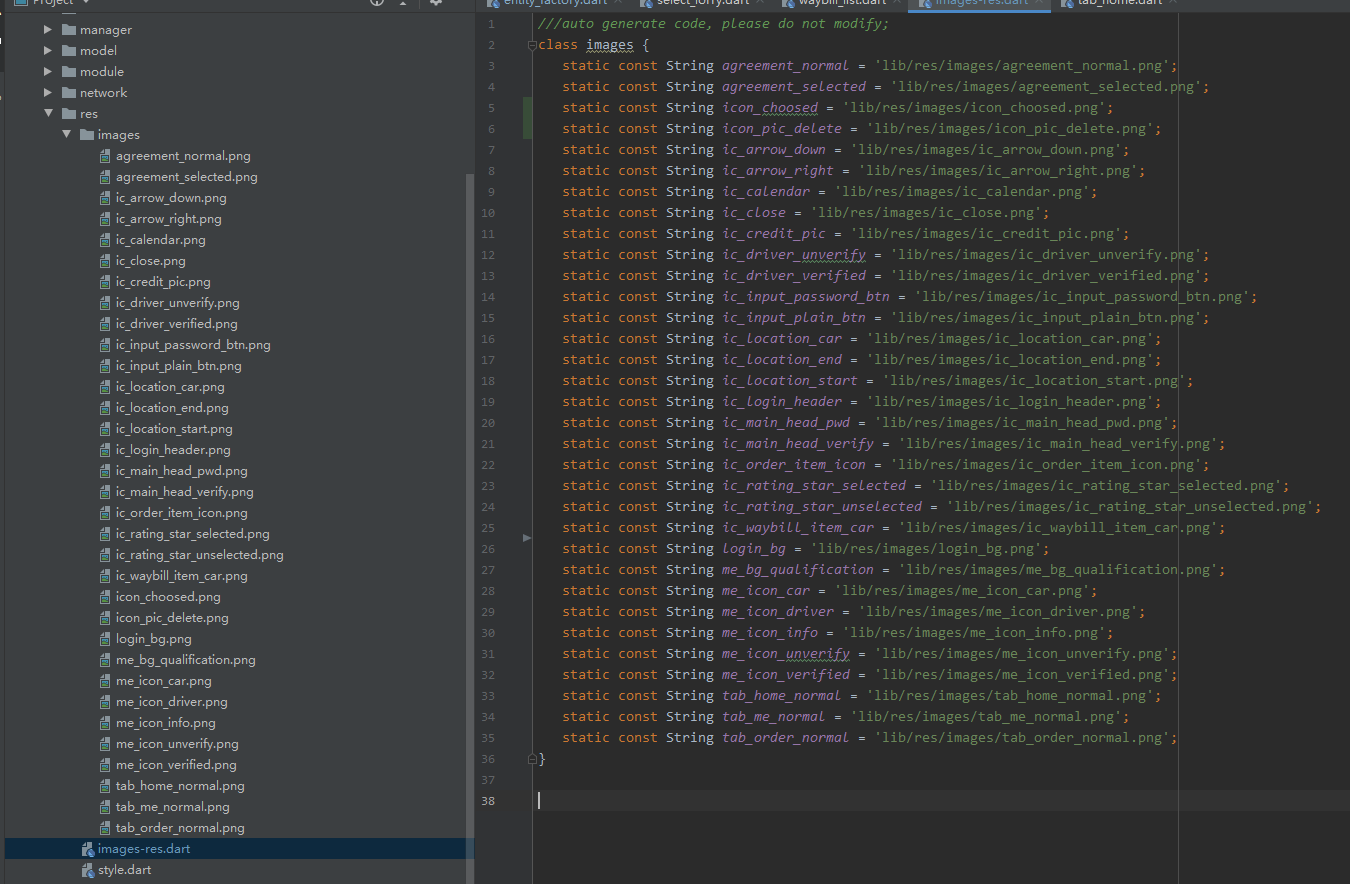 Project
entity_factory.dart
select_lorry.dart
waybill_list.dart
images-res.dart
tab_home.dart
manager
model
module
network
res
images
agreement_normal.png
agreement_selected.png
ic_arrow_down.png
ic_arrow_right.png
ic_calendar.png
ic_close.png
ic_credit_pic.png
ic_driver_unverify.png
ic_driver_verified.png
ic_input_password_btn.png
ic_input_plain_btn.png
ic_location_car.png
ic_location_end.png
ic_location_start.png
ic_login_header.png
ic_main_head_pwd.png
ic_main_head_verify.png
ic_order_item_icon.png
ic_rating_star_selected.png
ic_rating_star_unselected.png
ic_waybill_item_car.png
icon_choosed.png
icon_pic_delete.png
login_bg.png
me_bg_qualification.png
me_icon_car.png
me_icon_driver.png
me_icon_info.png
me_icon_unverify.png
me_icon_verified.png
tab_home_normal.png
tab_me_normal.png
tab_order_normal.png
images-res.dart
style.dart
1 ///auto generate code, please do not modify;
2 class images {
3 static const String agreement_normal = 'lib/res/images/agreement_normal.png';
4 static const String agreement_selected = 'lib/res/images/agreement_selected.png';
5 static const String icon_choosed = 'lib/res/images/icon_choosed.png';
6 static const String icon_pic_delete = 'lib/res/images/icon_pic_delete.png';
7 static const String ic_arrow_down = 'lib/res/images/ic_arrow_down.png';
8 static const String ic_arrow_right = 'lib/res/images/ic_arrow_right.png';
9 static const String ic_calendar = 'lib/res/images/ic_calendar.png';
10 static const String ic_close = 'lib/res/images/ic_close.png';
11 static const String ic_credit_pic = 'lib/res/images/ic_credit_pic.png';
12 static const String ic_driver_unverify = 'lib/res/images/ic_driver_unverify.png';
13 static const String ic_driver_verified = 'lib/res/images/ic_driver_verified.png';
14 static const String ic_input_password_btn = 'lib/res/images/ic_input_password_btn.png';
15 static const String ic_input_plain_btn = 'lib/res/images/ic_input_plain_btn.png';
16 static const String ic_location_car = 'lib/res/images/ic_location_car.png';
17 static const String ic_location_end = 'lib/res/images/ic_location_end.png';
18 static const String ic_location_start = 'lib/res/images/ic_location_start.png';
19 static const String ic_login_header = 'lib/res/images/ic_login_header.png';
20 static const String ic_main_head_pwd = 'lib/res/images/ic_main_head_pwd.png';
21 static const String ic_main_head_verify = 'lib/res/images/ic_main_head_verify.png';
22 static const String ic_order_item_icon = 'lib/res/images/ic_order_item_icon.png';
23 static const String ic_rating_star_selected = 'lib/res/images/ic_rating_star_selected.png';
24 static const String ic_rating_star_unselected = 'lib/res/images/ic_rating_star_unselected.png';
25 static const String ic_waybill_item_car = 'lib/res/images/ic_waybill_item_car.png';
26 static const String login_bg = 'lib/res/images/login_bg.png';
27 static const String me_bg_qualification = 'lib/res/images/me_bg_qualification.png';
28 static const String me_icon_car = 'lib/res/images/me_icon_car.png';
29 static const String me_icon_driver = 'lib/res/images/me_icon_driver.png';
30 static const String me_icon_info = 'lib/res/images/me_icon_info.png';
31 static const String me_icon_unverify = 'lib/res/images/me_icon_unverify.png';
32 static const String me_icon_verified = 'lib/res/images/me_icon_verified.png';
33 static const String tab_home_normal = 'lib/res/images/tab_home_normal.png';
34 static const String tab_me_normal = 'lib/res/images/tab_me_normal.png';
35 static const String tab_order_normal = 'lib/res/images/tab_order_normal.png';
36 }
37
38